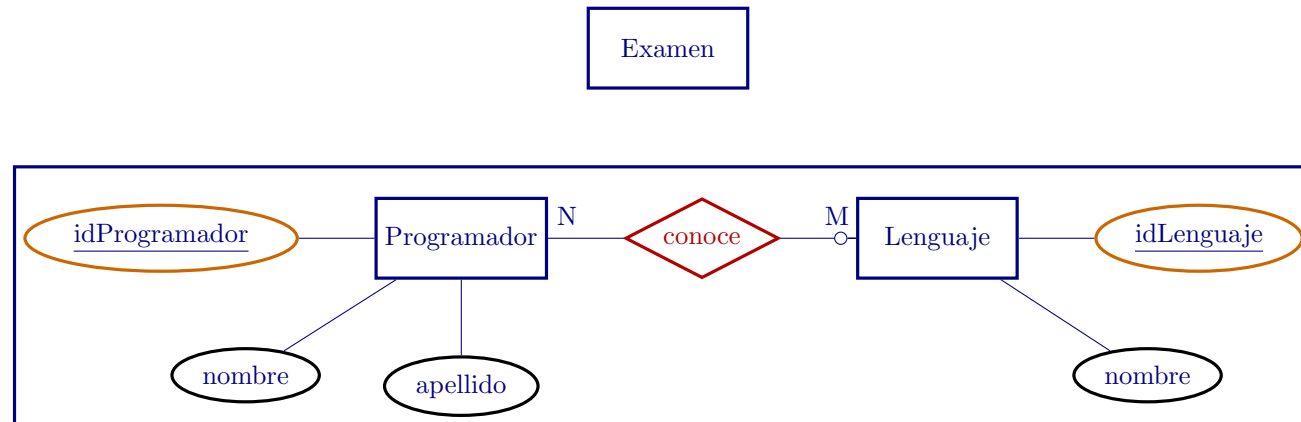 Examen
idProgramador
Programador
N
conoce
M
Lenguaje
idLenguaje
nombre
apellido
nombre